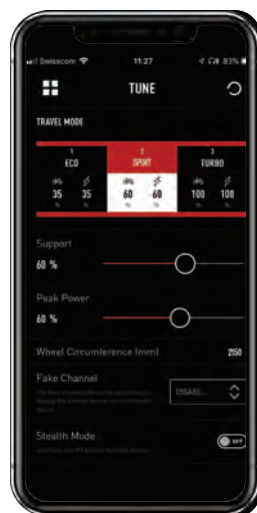 Swisscom 11:27 83%
TUNE
TRAVEL MODE
1 2 3
ECO SPORT TURBO
35 35 60 60 100 100
% % % % % %
Support
60 %
Peak Power
60 %
Wheel Circumference (mm) 2150
Fake Channel
DISABL...
Stealth Mode
OFF